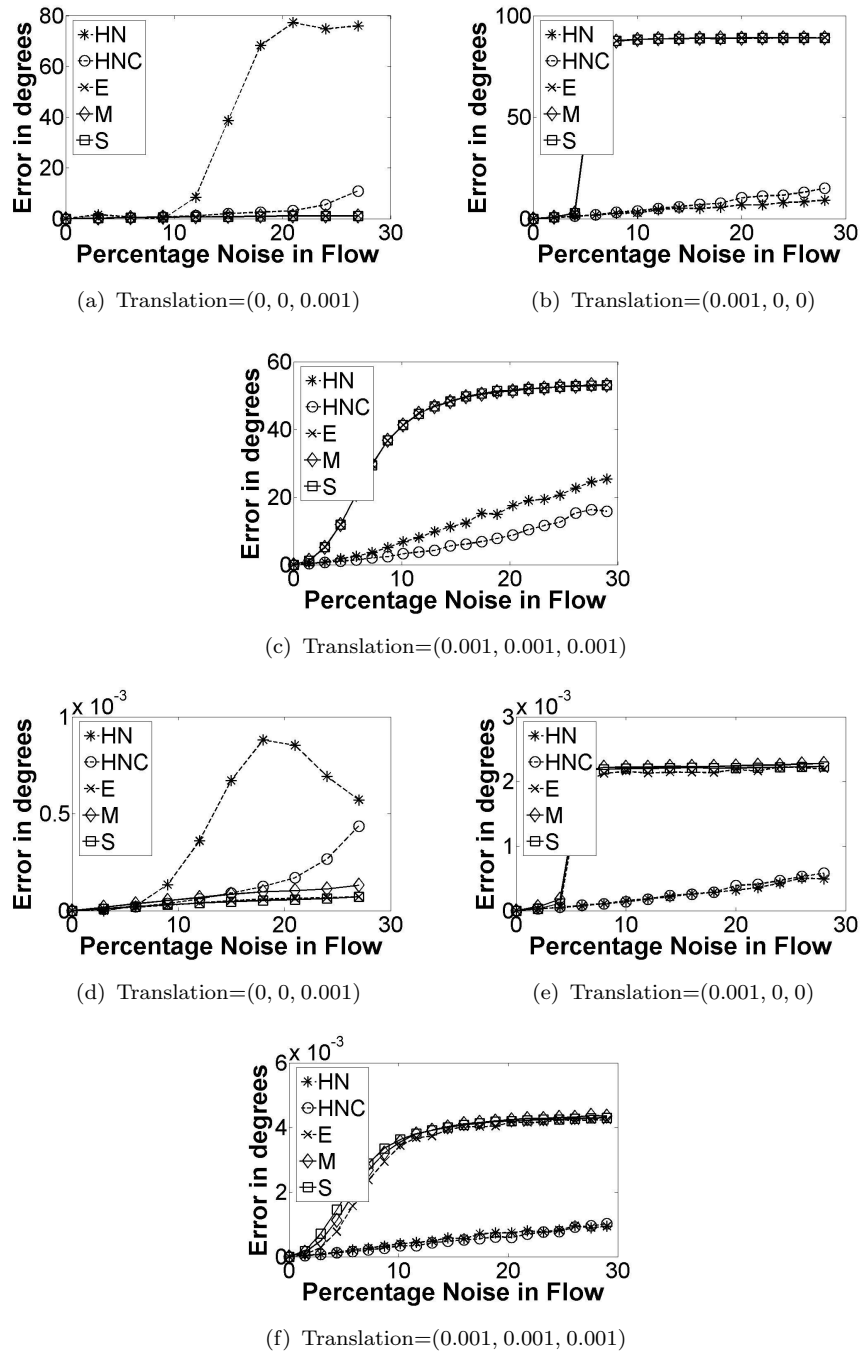 80
60
40
20
0
Error in degrees
HN
HNC
E
M
S
0 10 20 30
Percentage Noise in Flow
(a) Translation=(0, 0, 0.001)
100
50
0
Error in degrees
HN
HNC
E
M
S
0 10 20 30
Percentage Noise in Flow
(b) Translation=(0.001, 0, 0)
60
40
20
0
Error in degrees
HN
HNC
E
M
S
0 10 20 30
Percentage Noise in Flow
(c) Translation=(0.001, 0.001, 0.001)
x 10 -3
1
0.5
0
Error in degrees
HN
HNC
E
M
S
0 10 20 30
Percentage Noise in Flow
(d) Translation=(0, 0, 0.001)
x 10 -3
3
2
1
0
Error in degrees
HN
HNC
E
M
S
0 10 20 30
Percentage Noise in Flow
(e) Translation=(0.001, 0, 0)
x 10 -3
6
4
2
0
Error in degrees
HN
HNC
E
M
S
0 10 20 30
Percentage Noise in Flow
(f) Translation=(0.001, 0.001, 0.001)